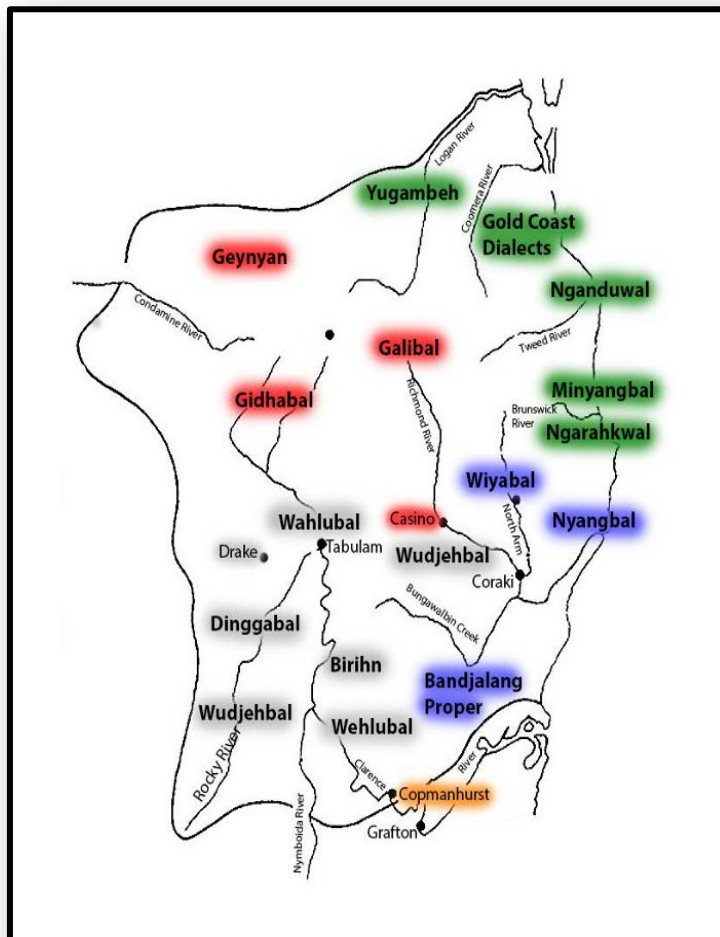 Logan River
Yugambeh
Coomera River
Gold Coast
Dialects
Geynyan
Nganduwal
Condamine River
Tweed River
Galibal
Gidhabal
Richmond River
Minyangbal
Brunswick
River
Ngarahkwal
Wiyabal
North Arm
Nyangbal
Casino
Wahlubal
Tabulam
Drake
Wudjehbal
Coraki
Bungawalbin Creek
Dinggabal
Birihn
Bandjalang
Proper
Wudjehbal
Wehlubal
Rocky River
Nymboida River
Clarence
River
Copmanhurst
Grafton